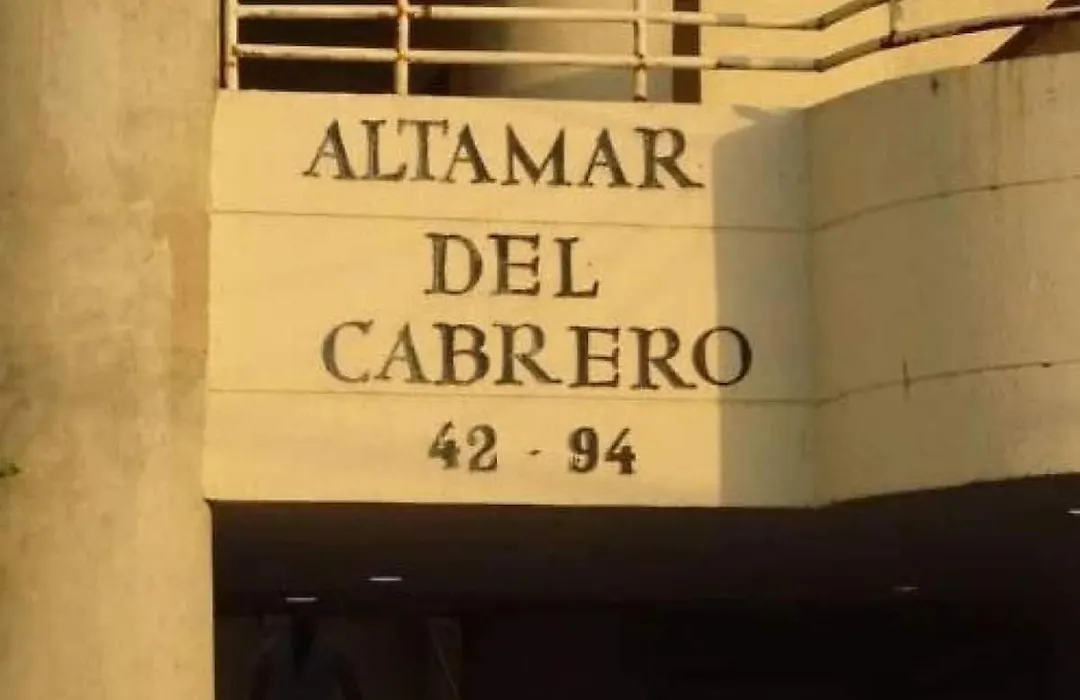 ALTAMAR
DEL
CABRERO
42 - 94